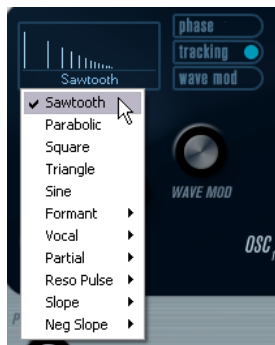 phase
tracking
wave mod
Sawtooth
Sawtooth
Parabolic
Square
Triangle
Sine
Formant
Vocal
Partial
Reso Pulse
Slope
Neg Slope
WAVE MOD
OSC
P